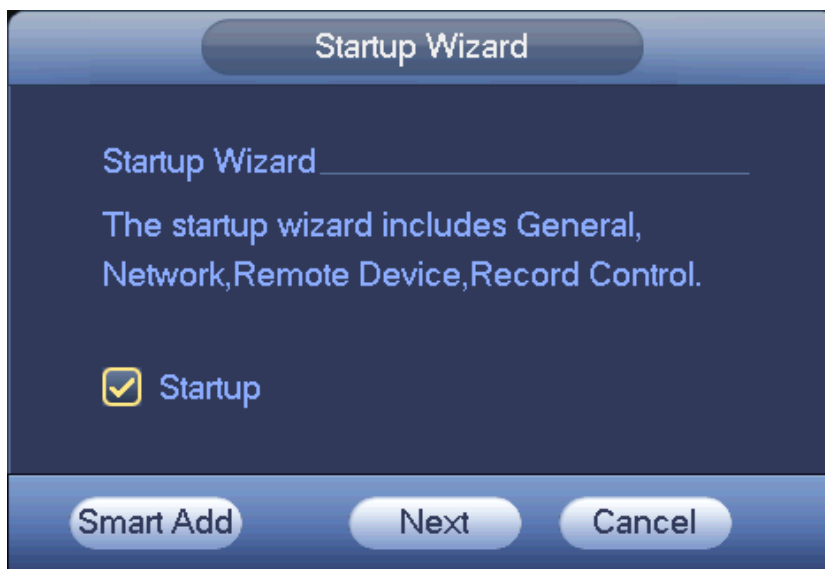 Startup Wizard
Startup Wizard
The startup wizard includes General,
Network,Remote Device,Record Control.
Startup
Smart Add Next Cancel